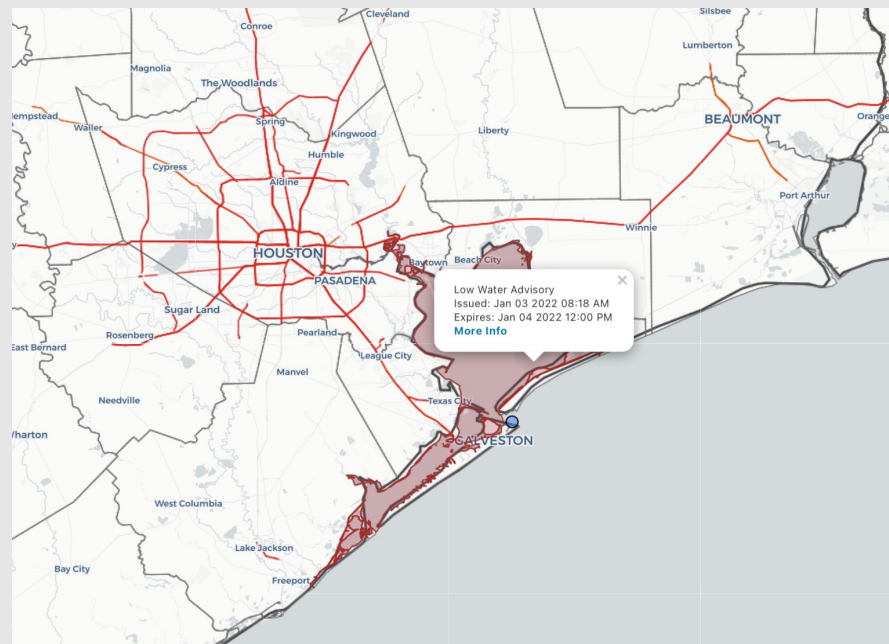 Cleveland
Silsbee
Conroe
Lumberton
Magnolia
The Woodlands
empstead
Waller
Spring
Kingwood
Liberty
BEAUMONT
Orange
Humble
Cypress
Aldine
Port Arthur
Winnie
HOUSTON
Baytown
Beach City
PASADENA
×
Low Water Advisory
Issued: Jan 03 2022 08:18 AM
Expires: Jan 04 2022 12:00 PM
More Info
Sugar Land
Rosenberg
Pearland
East Bernard
League City
Manvel
Needville
Texas City
Wharton
GALVESTON
West Columbia
Lake Jackson
Bay City
Freeport